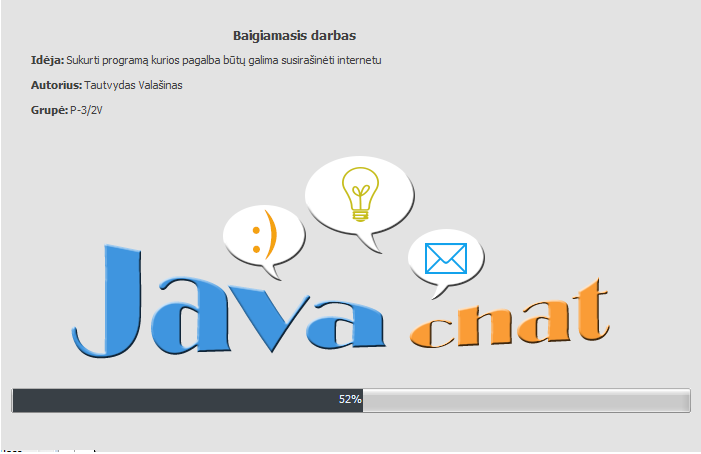 Baigiamasis darbas
Idėja: Sukurti programą kurios pagalba būtų galima susirašinėti internetu
Autorius: Tautvydas Valašinas
Grupė: P-3/2V
:)
Java chat
52%